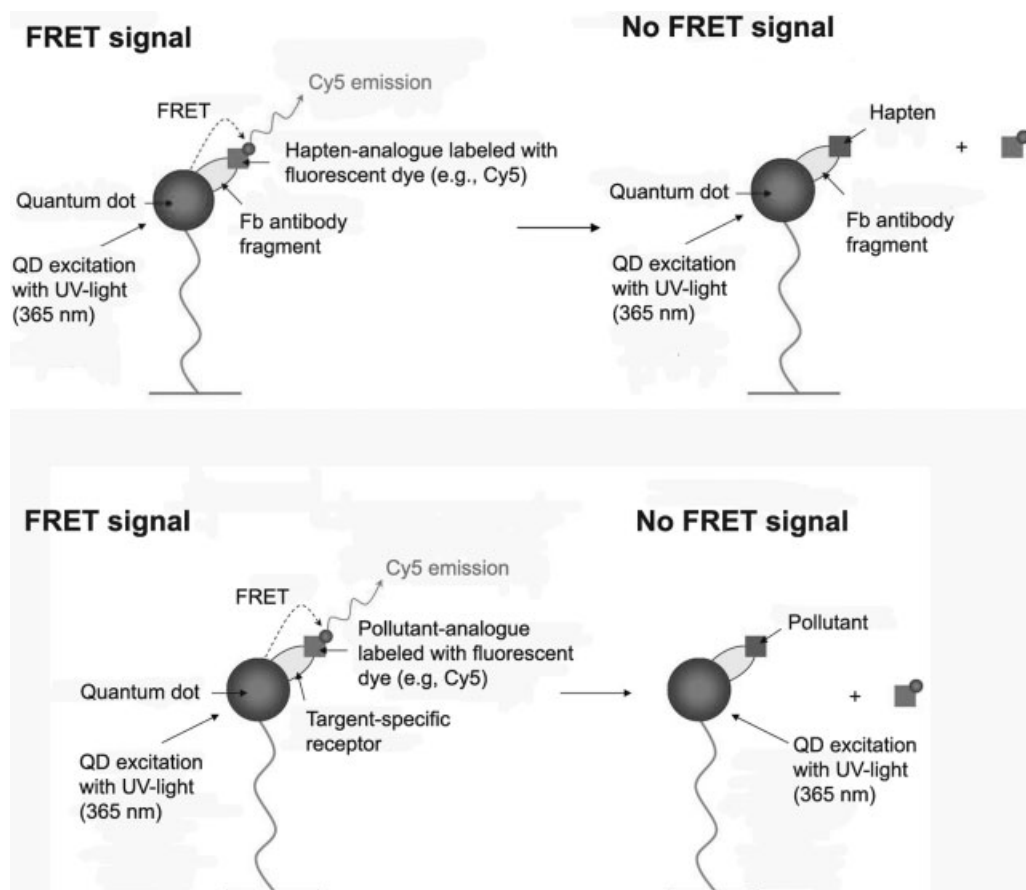 FRET signal
No FRET signal
Cy5 emission
FRET
Hapten-analogue labeled with
fluorescent dye (e.g., Cy5)
Quantum dot
Fb antibody
fragment
QD excitation
with UV-light
(365 nm)
Hapten
+
Quantum dot
Fb antibody
fragment
QD excitation
with UV-light
(365 nm)
FRET signal
No FRET signal
Cy5 emission
FRET
Pollutant-analogue
labeled with fluorescent
dye (e.g, Cy5)
Quantum dot
Targent-specific
receptor
QD excitation
with UV-light
(365 nm)
Pollutant
+
QD excitation
with UV-light
(365 nm)